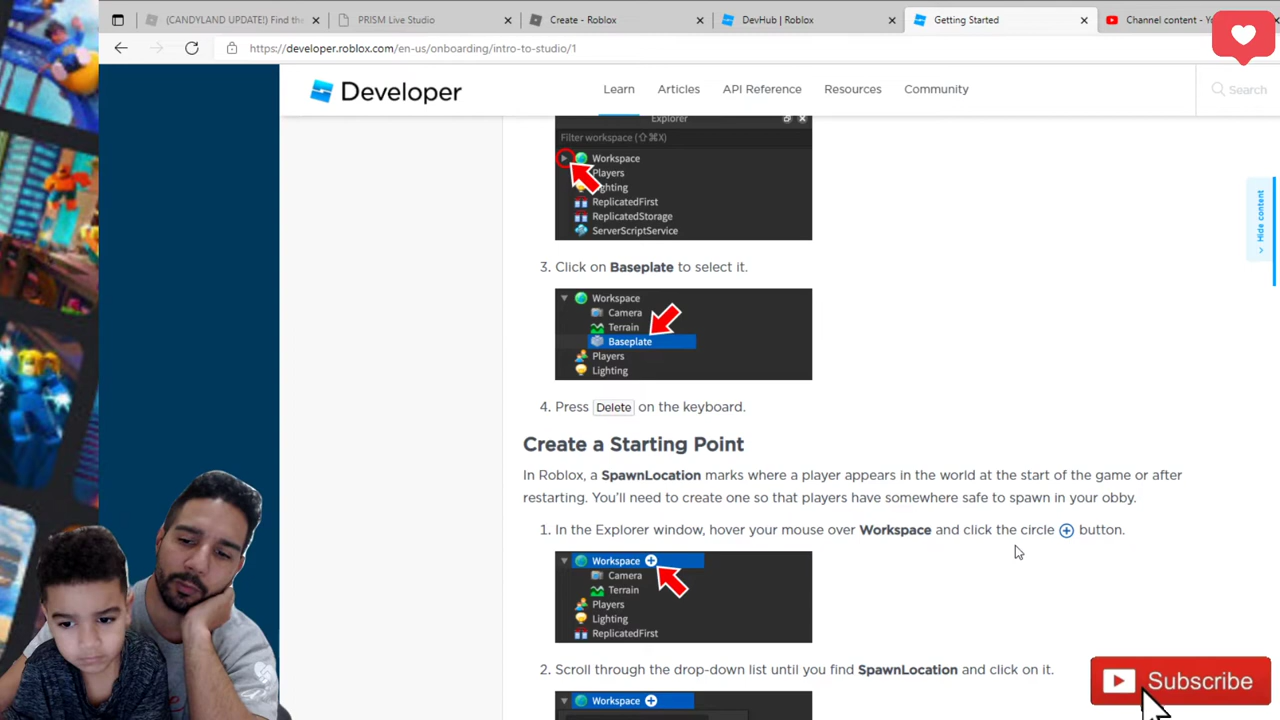 (CANDYLAND UPDATE!) Find the
PRISM Live Studio
Create - Roblox
DevHub | Roblox
Getting Started
Channel content - Y
https://developer.roblox.com/en-us/onboarding/intro-to-studio/1
Developer
Learn
Articles
API Reference
Resources
Community
Search
Explorer
Filter workspace (⇧⌘X)
Workspace
Players
ighting
ReplicatedFirst
ReplicatedStorage
ServerScriptService
Hide content
3. Click on Baseplate to select it.
Workspace
Camera
Terrain
Baseplate
Players
Lighting
4. Press Delete on the keyboard.
Create a Starting Point
In Roblox, a SpawnLocation marks where a player appears in the world at the start of the game or after
restarting. You'll need to create one so that players have somewhere safe to spawn in your obby.
1. In the Explorer window, hover your mouse over Workspace and click the circle button.
Workspace
Camera
Terrain
Players
Lighting
ReplicatedFirst
2. Scroll through the drop-down list until you find SpawnLocation and click on it.
Workspace
Subscribe